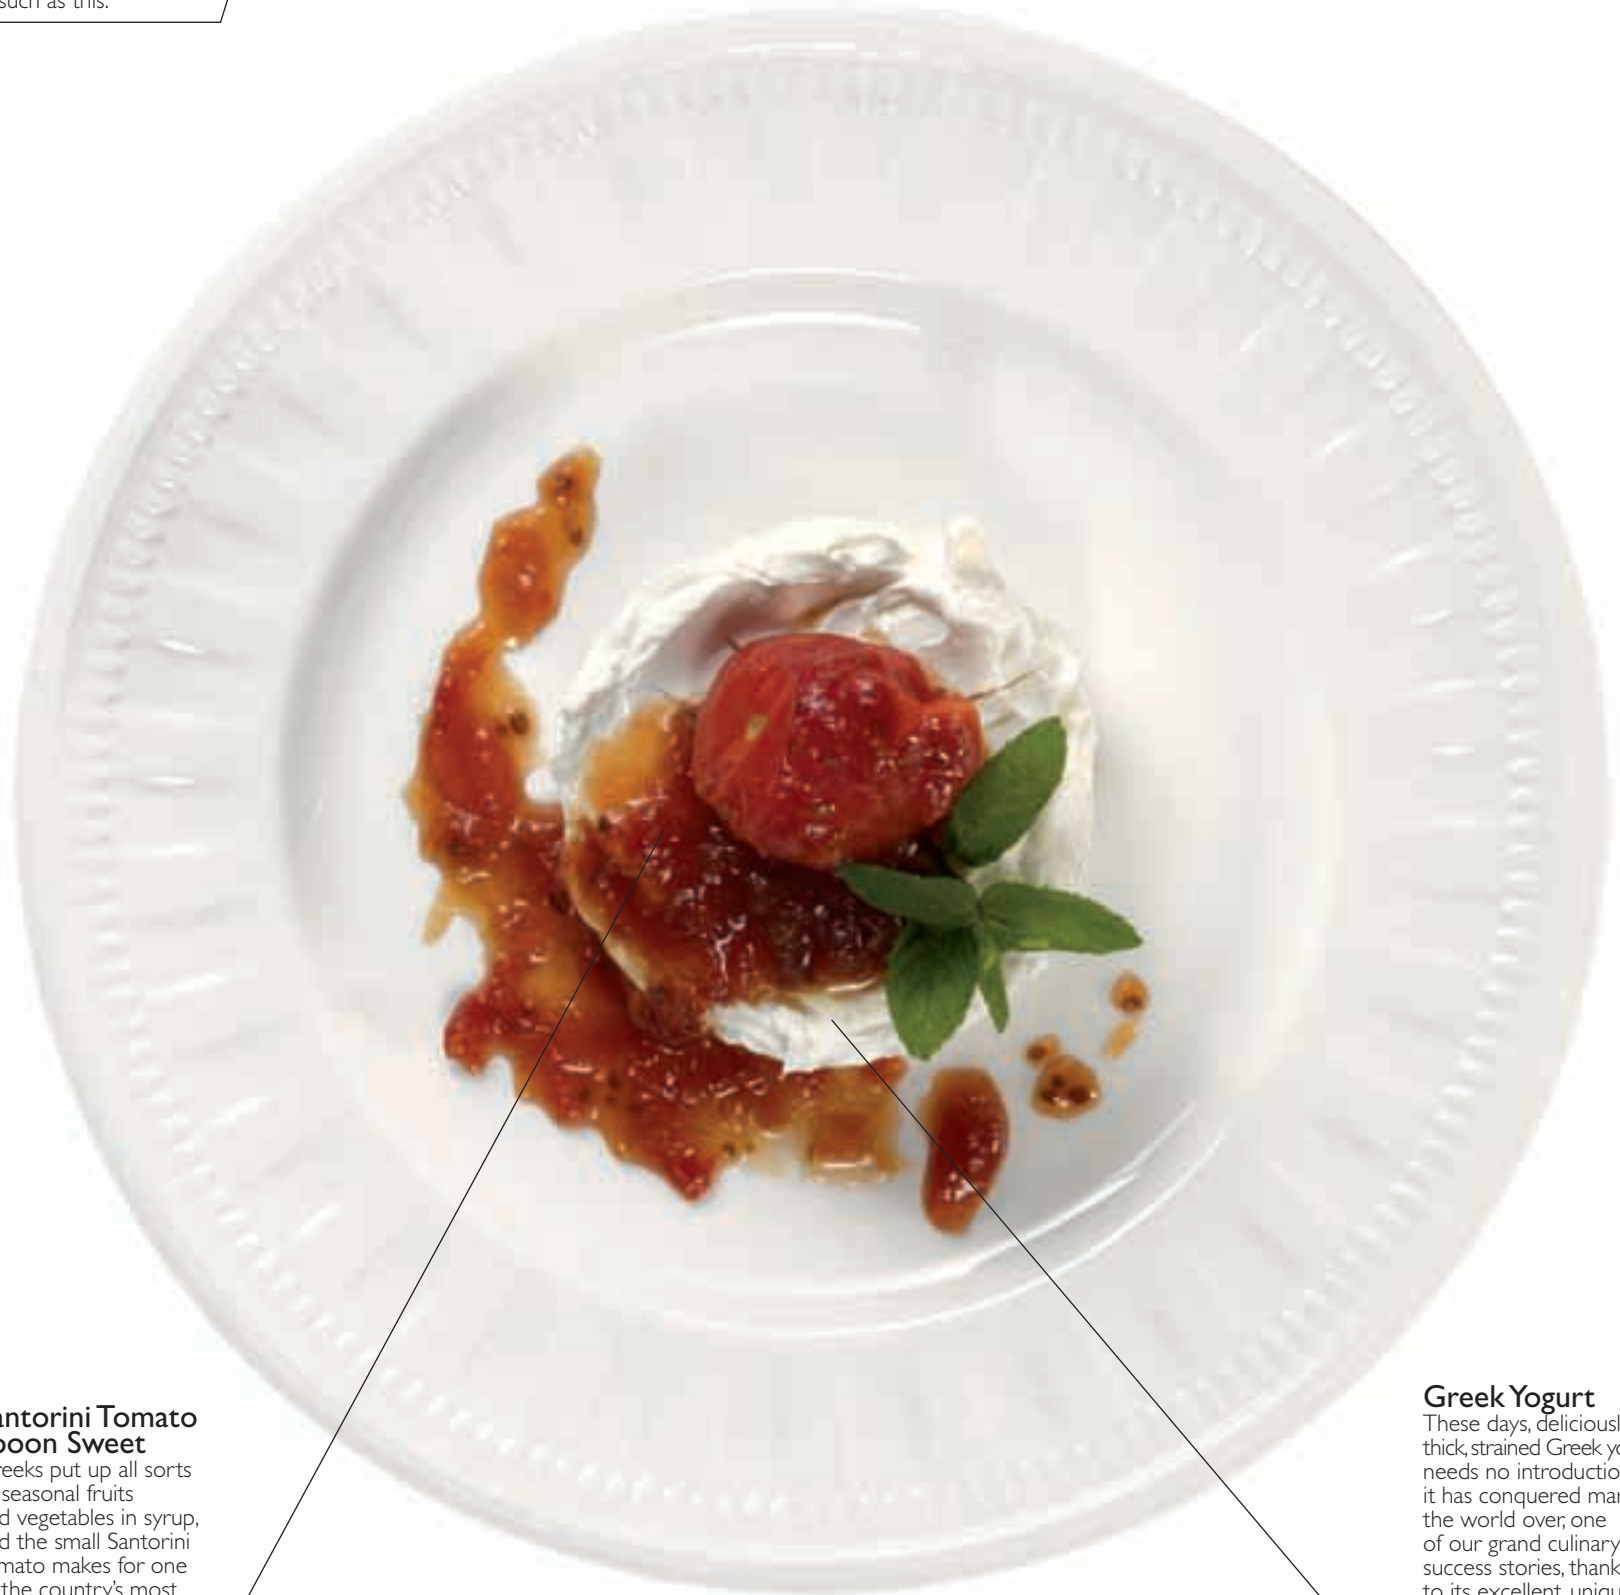 such as this.
antorini Tomato
poon Sweet
reeks put up all sorts
seasonal fruits
d vegetables in syrup,
d the small Santorini
mato makes for one
the country's most
Greek Yogurt
These days, deliciousl
thick, strained Greek yo
needs no introductio
it has conquered mar
the world over, one
of our grand culinary
success stories, thank
to its excellent, uniqu